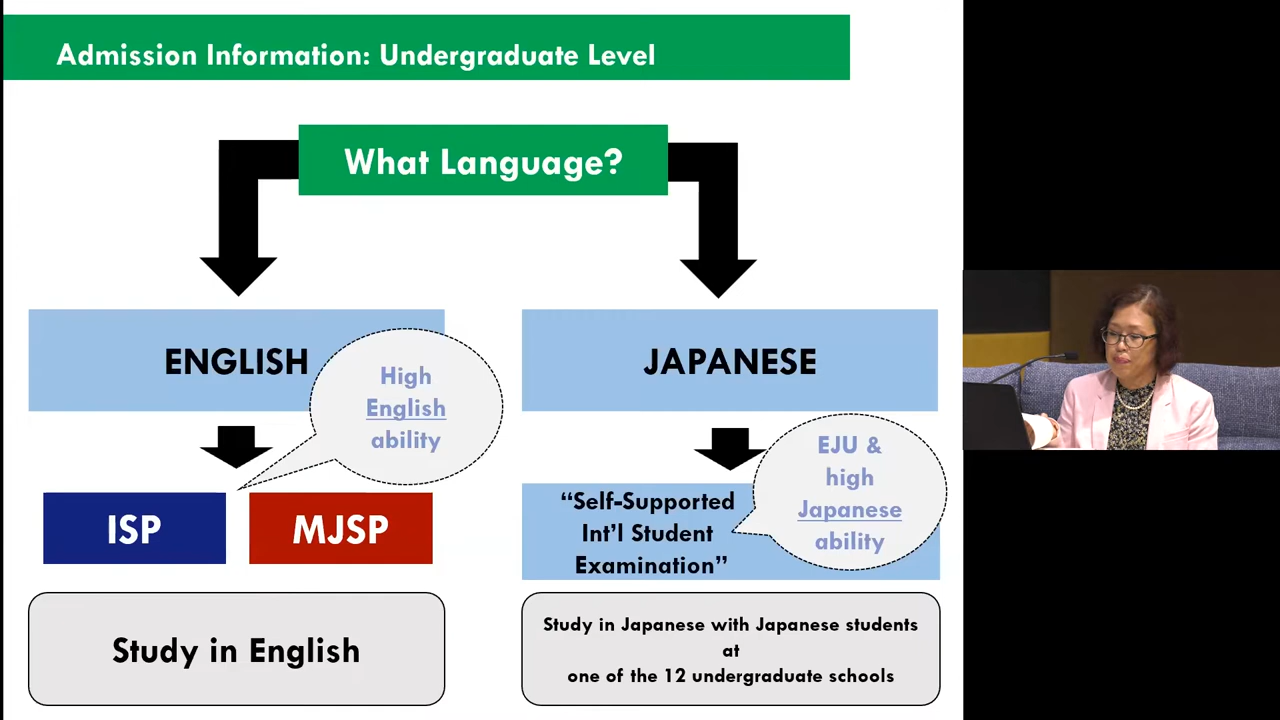 Admission Information: Undergraduate Level
What Language?
ENGLISH
High
English
ability
ISP
MJSP
Study in English
JAPANESE
EJU &
high
Japanese
ability
“Self-Supported
Int’l Student
Examination”
Study in Japanese with Japanese students
at
one of the 12 undergraduate schools